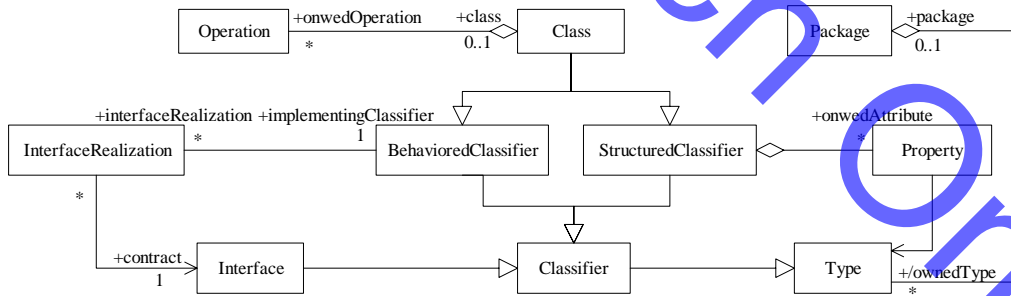 +onwedOperation
+class
+package
Operation
Class
Package
*
0..1
0..1
+interfaceRealization
+implementingClassifier
+onwedAttribute
*
1
*
InterfaceRealization
BehavioredClassifier
StructuredClassifier
Property
*
+contract
1
Interface
Classifier
Type
+/ownedType
*